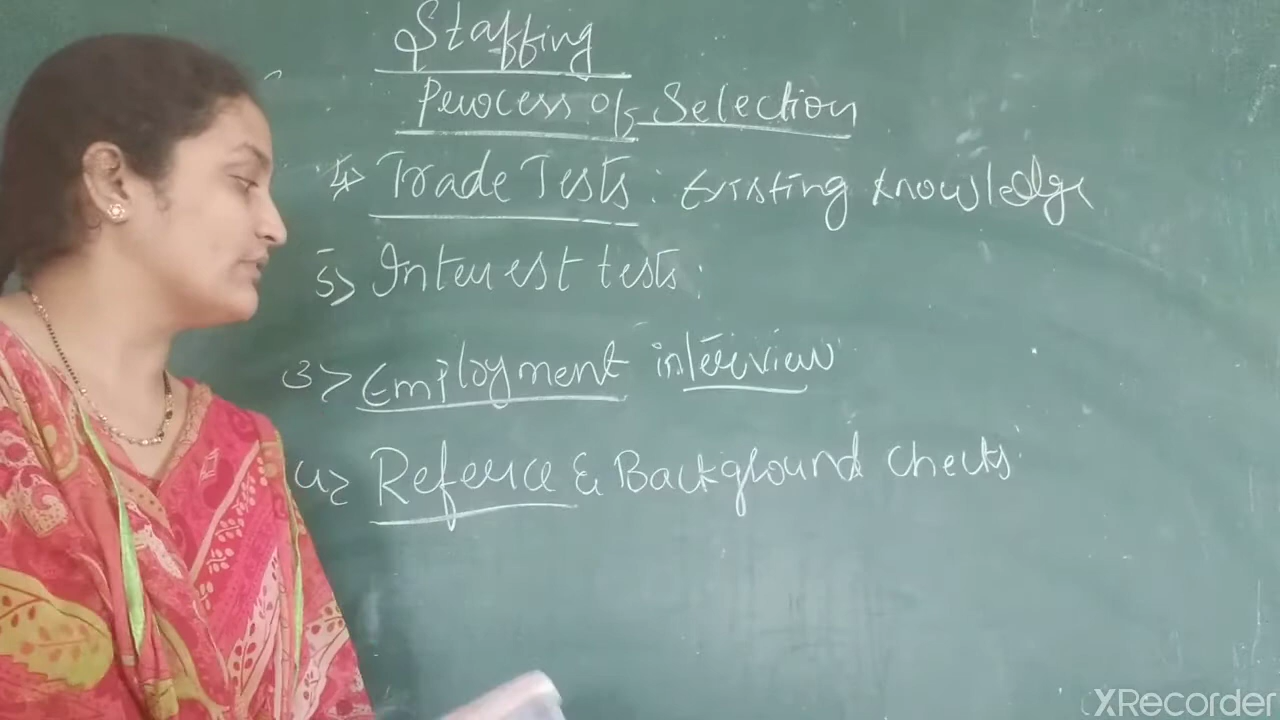 Staffing
Process of Selection
4> Trade Tests: Existing knowledge
5> Interest tests:
3> Employment interview
4> Refence & Background checks
XRecorder